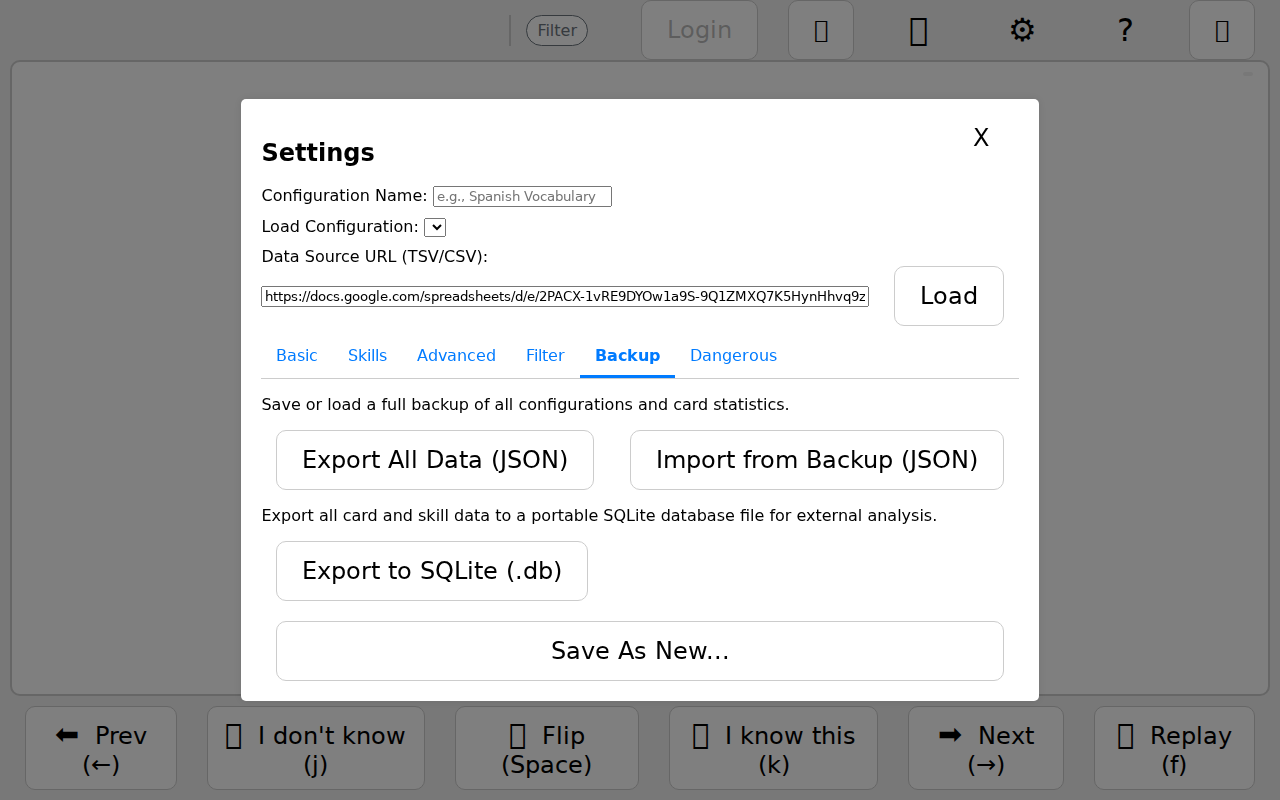 Filter
Login
?
Settings
X
Configuration Name: e.g., Spanish Vocabulary
Load Configuration:
Data Source URL (TSV/CSV):
https://docs.google.com/spreadsheets/d/e/2PACX-1vRE9DYOw1a9S-9Q1ZMXQ7K5HynHhvq9z
Load
Basic Skills Advanced Filter Backup Dangerous
Save or load a full backup of all configurations and card statistics.
Export All Data (JSON)
Import from Backup (JSON)
Export all card and skill data to a portable SQLite database file for external analysis.
Export to SQLite (.db)
Save As New...
⬅ Prev
(←)
I don't know
(j)
Flip
(Space)
I know this
(k)
➡ Next
(→)
Replay
(f)